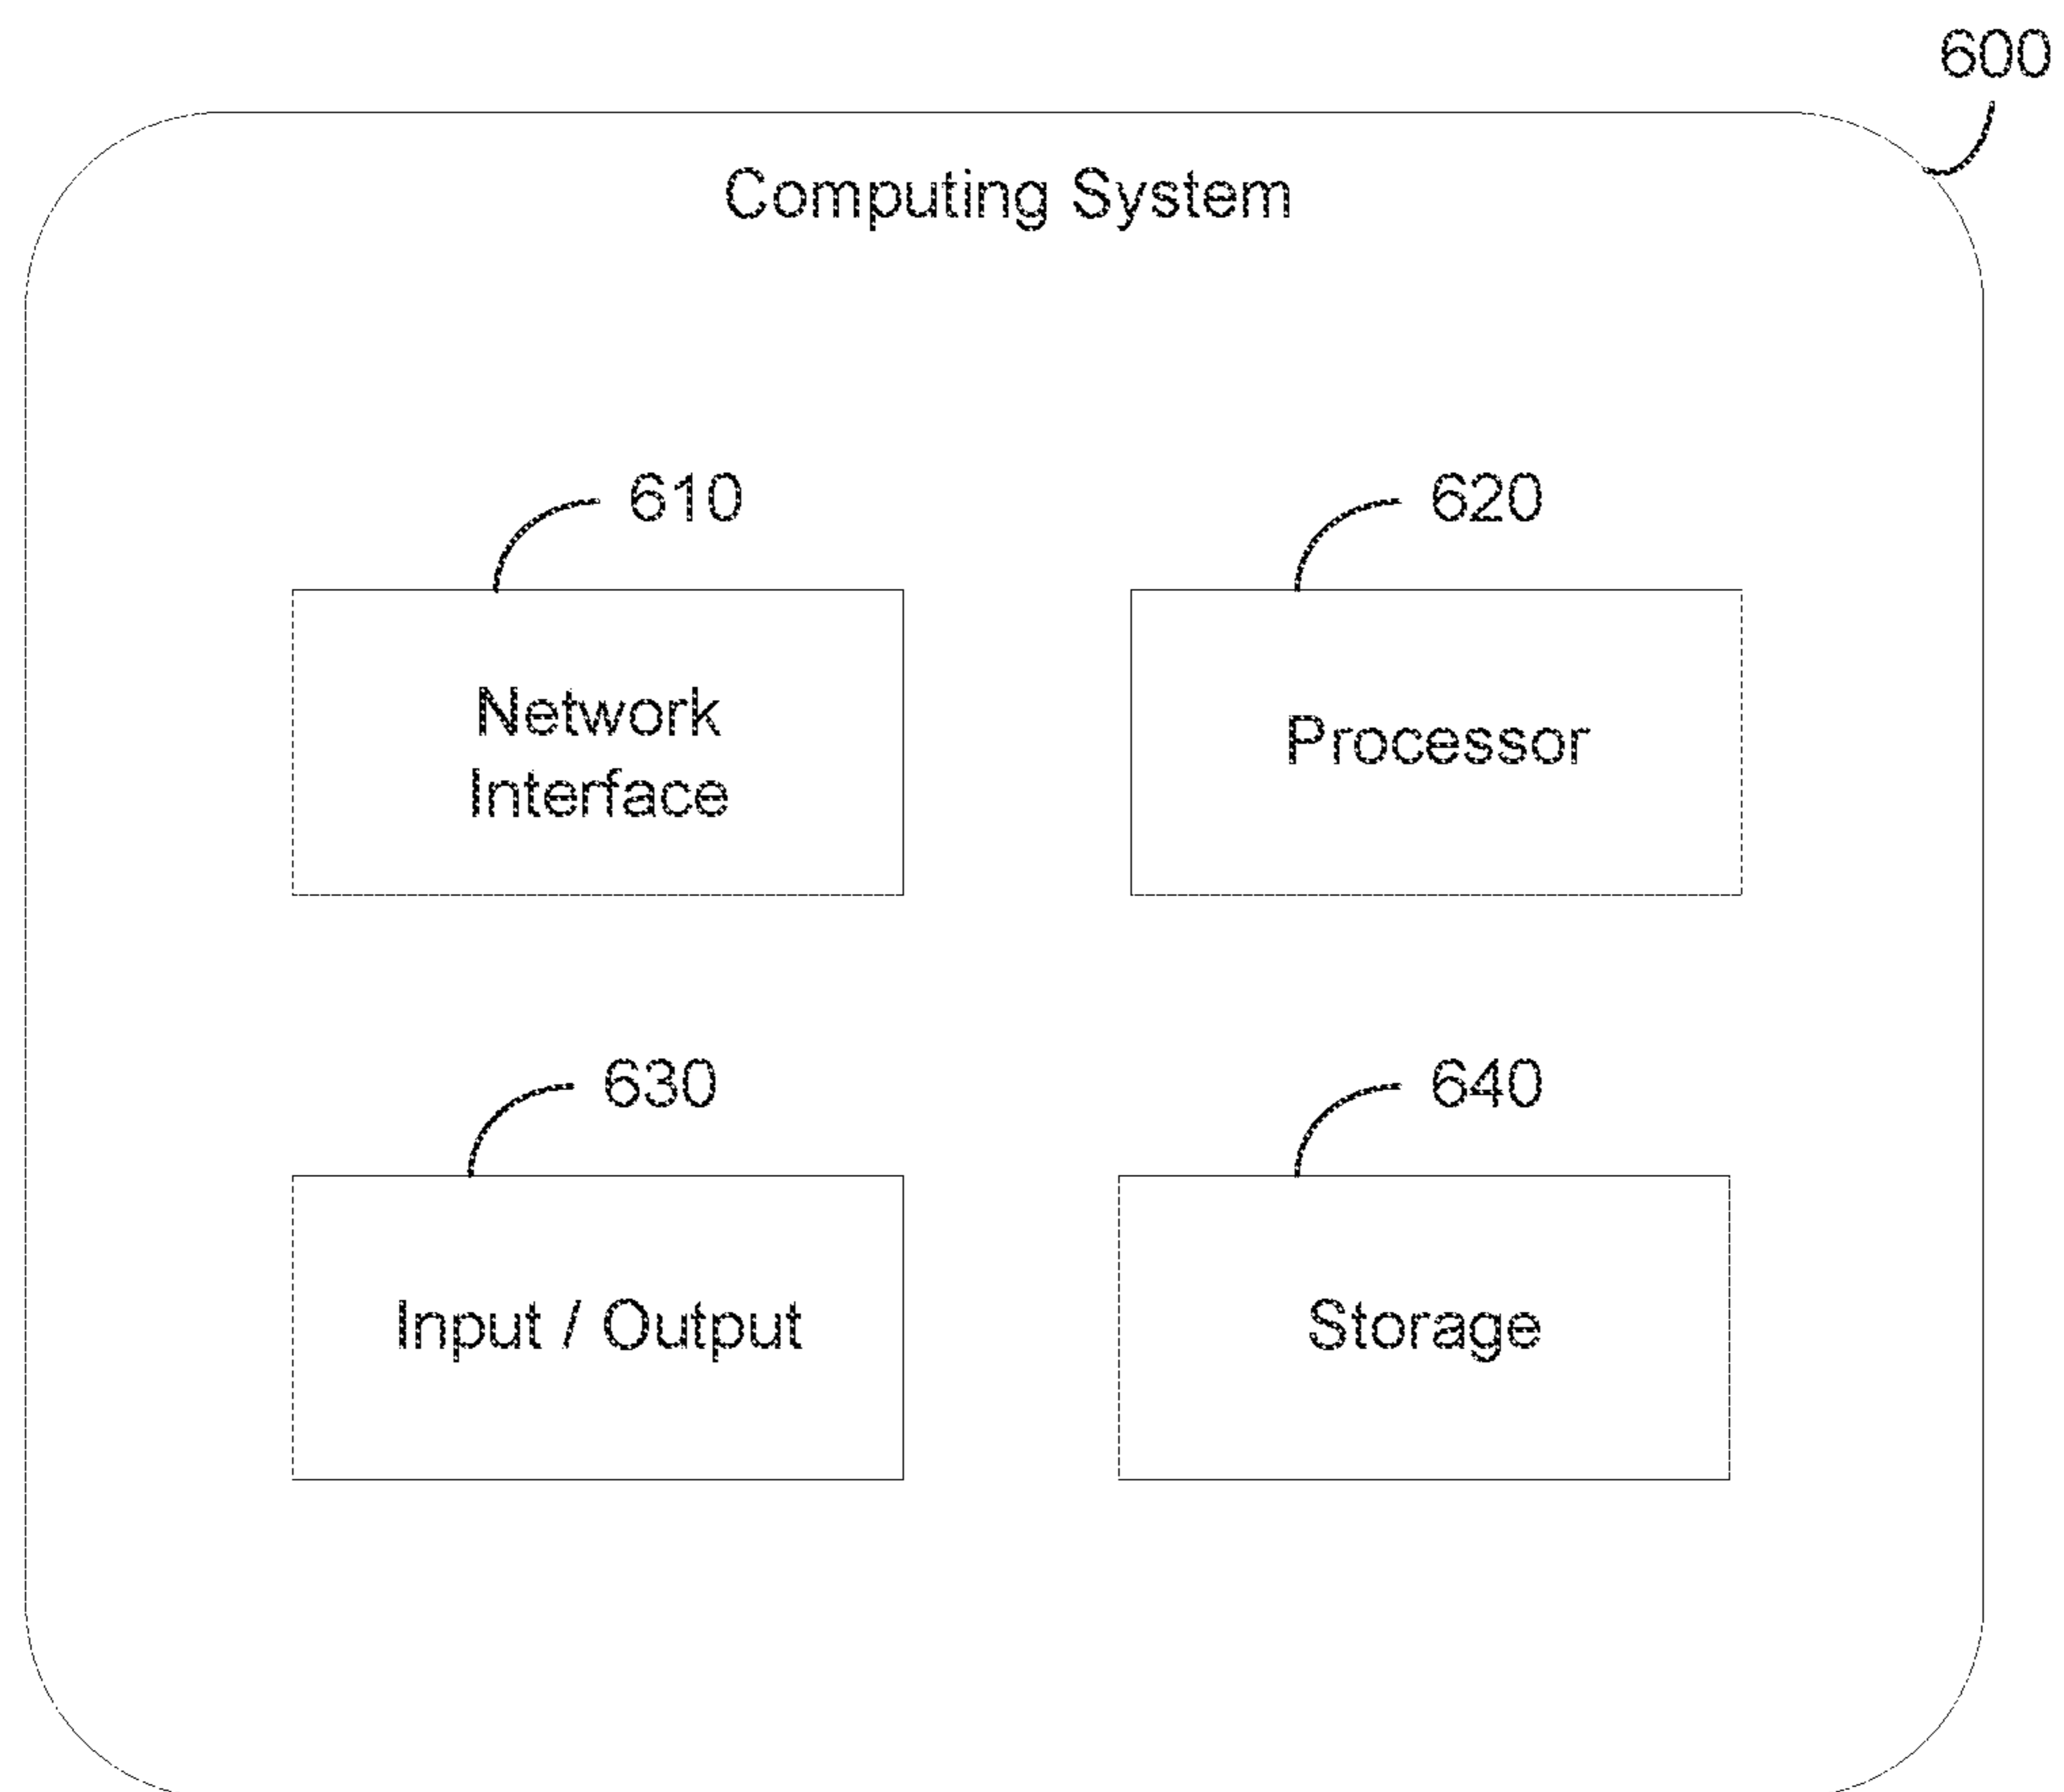 600
Computing System
610
620
Network
Interface
Processor
630
640
Input / Output
Storage